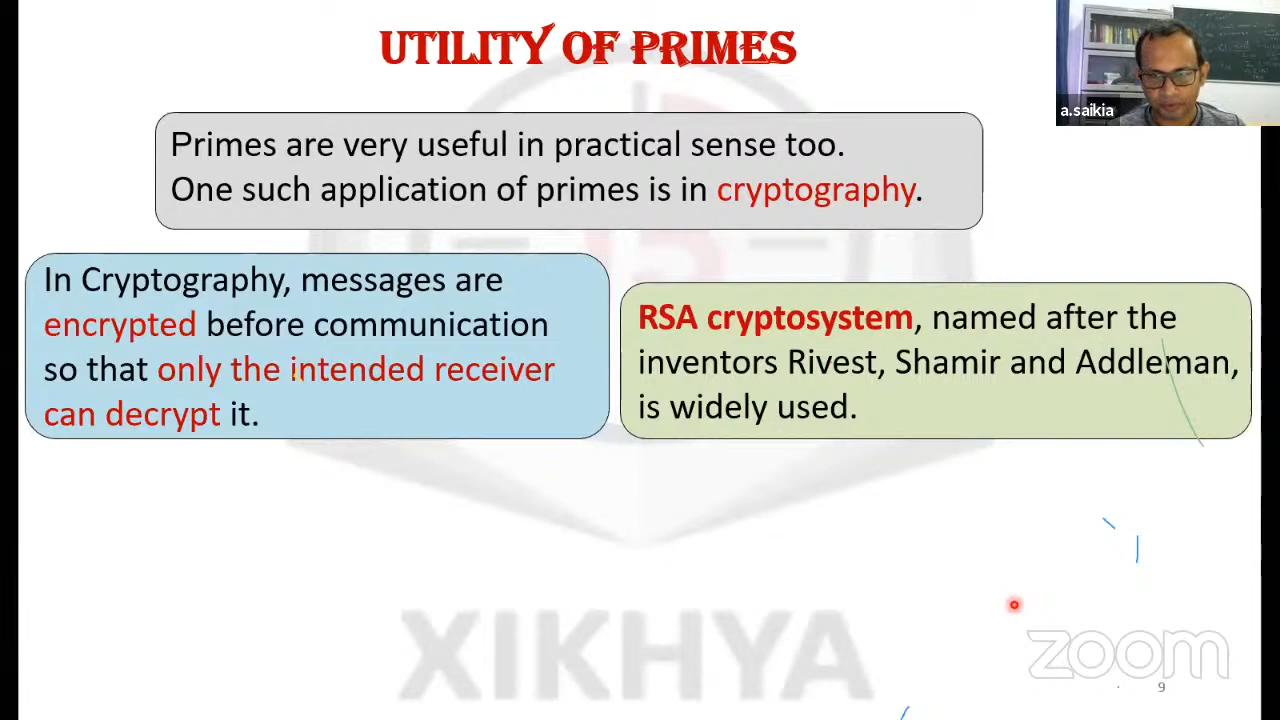 UTILITY OF PRIMES
a.saikia
Primes are very useful in practical sense too.
One such application of primes is in cryptography.
In Cryptography, messages are
encrypted before communication
so that only the intended receiver
can decrypt it.
RSA cryptosystem, named after the
inventors Rivest, Shamir and Addleman,
is widely used.
XIKHYA
zoom
9